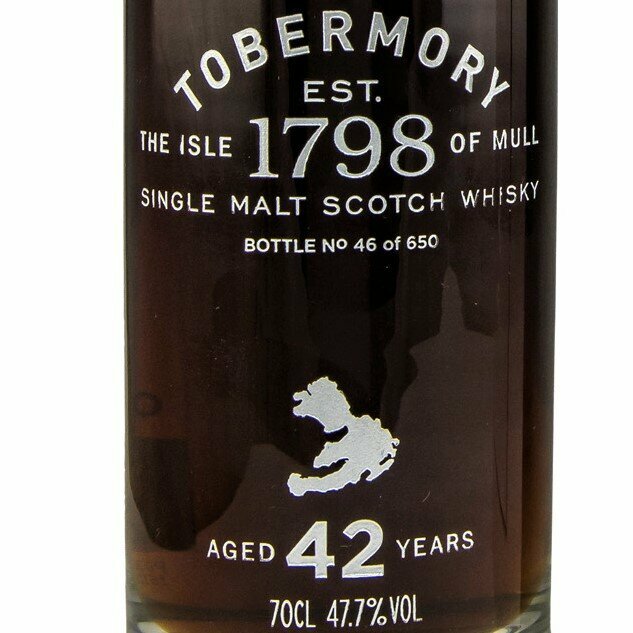 TOBERMORY
EST.
THE ISLE 1798 OF MULL
SINGLE MALT SCOTCH WHISKY
BOTTLE Nº 46 of 650
AGED 42 YEARS
70CL 47.7% VOL